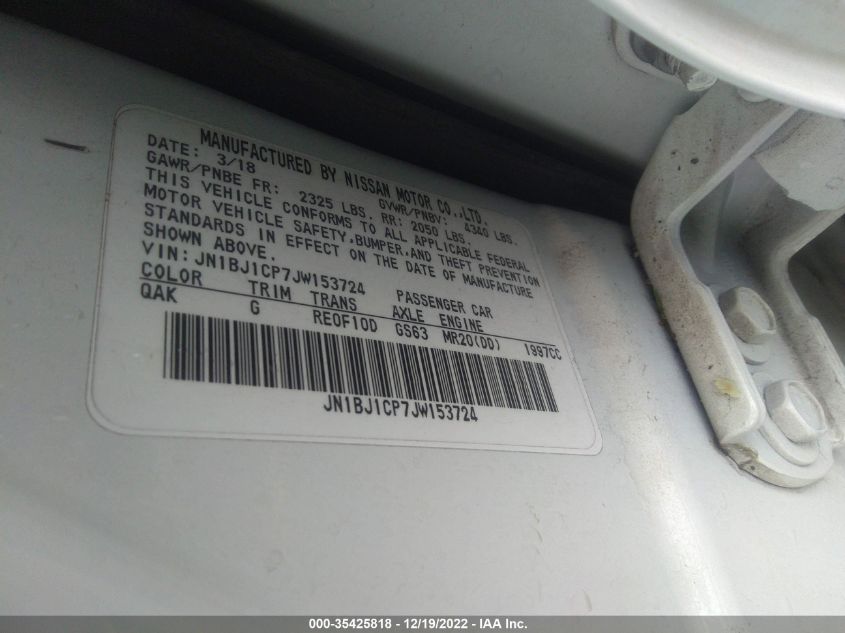 MANUFACTURED BY NISSAN MOTOR CO.,LTD.
DATE: 3/18 GVWR/PNBV: 4340 LBS.
GAWR/PNBE FR: 2325 LBS. RR: 2050 LBS.
THIS VEHICLE CONFORMS TO ALL APPLICABLE FEDERAL
MOTOR VEHICLE SAFETY,BUMPER,AND THEFT PREVENTION
STANDARDS IN EFFECT ON THE DATE OF MANUFACTURE
SHOWN ABOVE.
VIN: JN1BJ1CP7JW153724 PASSENGER CAR
COLOR TRIM TRANS AXLE ENGINE
QAK G RE0F10D GS63 MR20(DD) 1997CC
JN1BJ1CP7JW153724
000-35425818 - 12/19/2022 - IAA Inc.